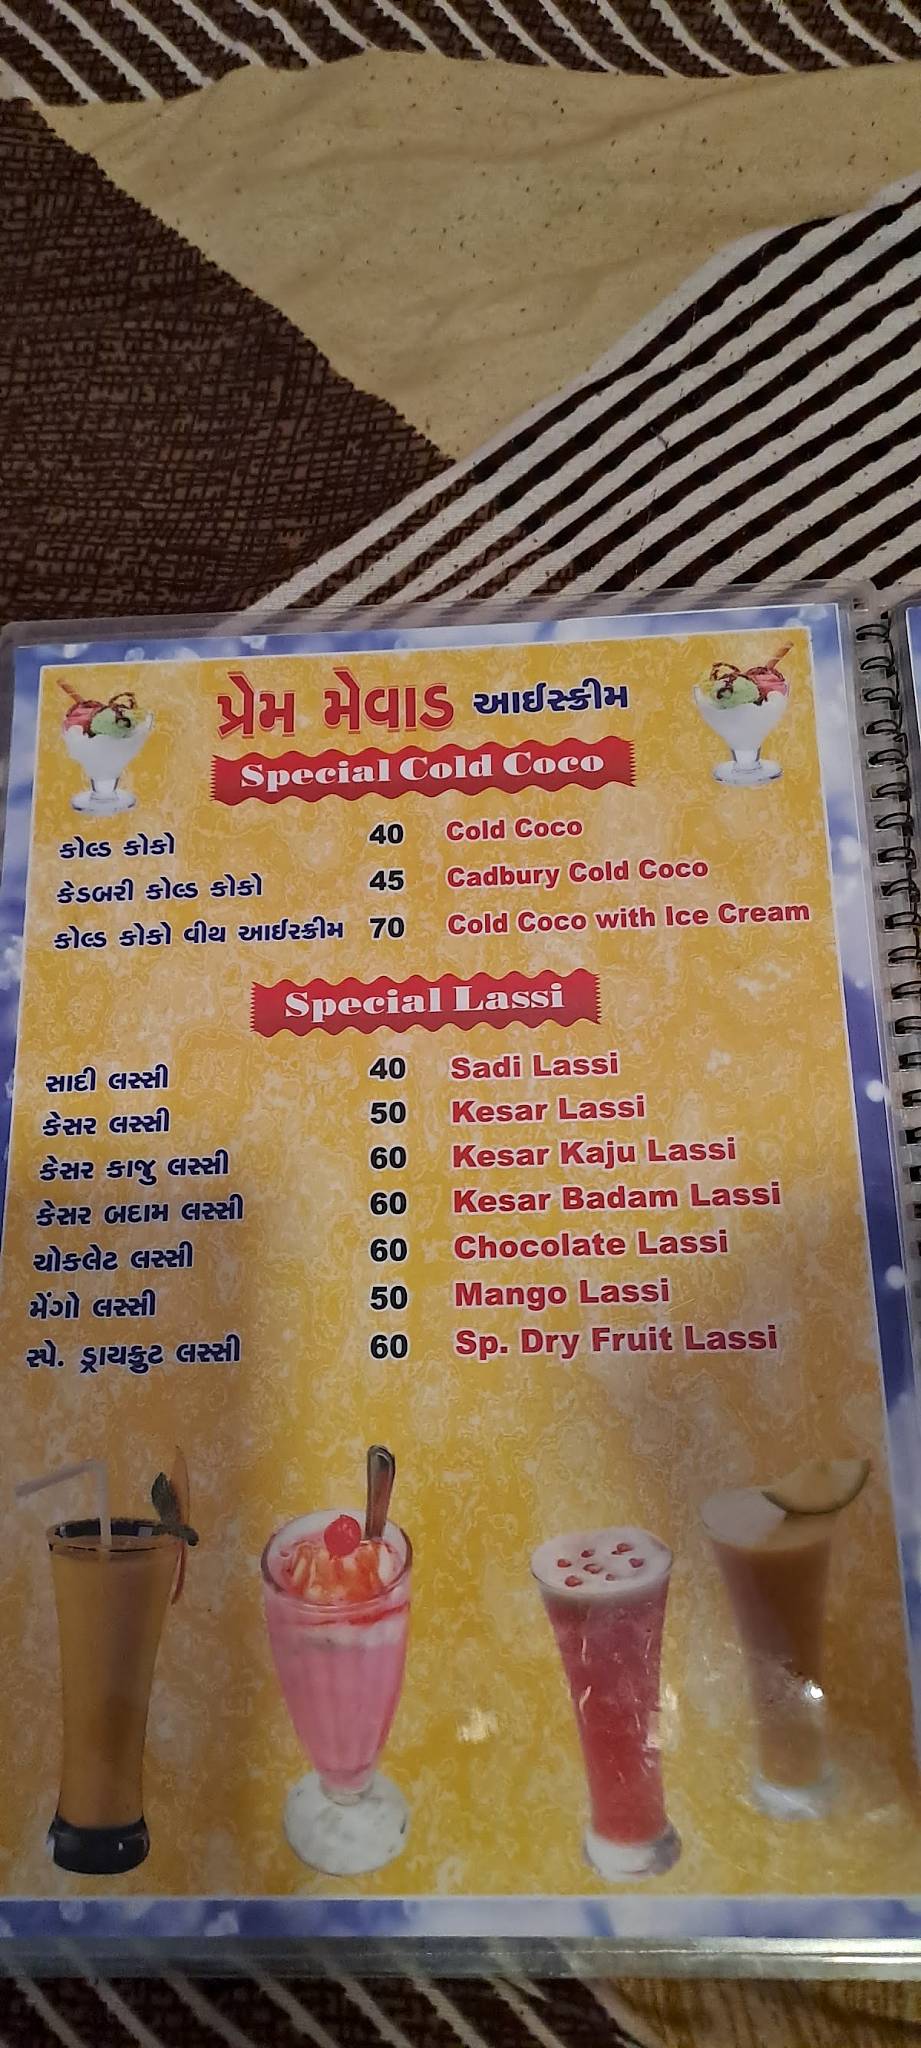 પ્રેમ મેવાડ આઈસ્ક્રીમ
Special Cold Coco
કોલ્ડ કોકો 40 Cold Coco
કેડબરી કોલ્ડ કોકો 45 Cadbury Cold Coco
કોલ્ડ કોકો વીથ આઈસ્ક્રીમ 70 Cold Coco with Ice Cream
Special Lassi
સાદી લસ્સી 40 Sadi Lassi
કેસર લસ્સી 50 Kesar Lassi
કેસર કાજુ લસ્સી 60 Kesar Kaju Lassi
કેસર બદામ લસ્સી 60 Kesar Badam Lassi
ચોકલેટ લસ્સી 60 Chocolate Lassi
મેંગો લસ્સી 50 Mango Lassi
સ્પે. ડ્રાયફ્રુટ લસ્સી 60 Sp. Dry Fruit Lassi